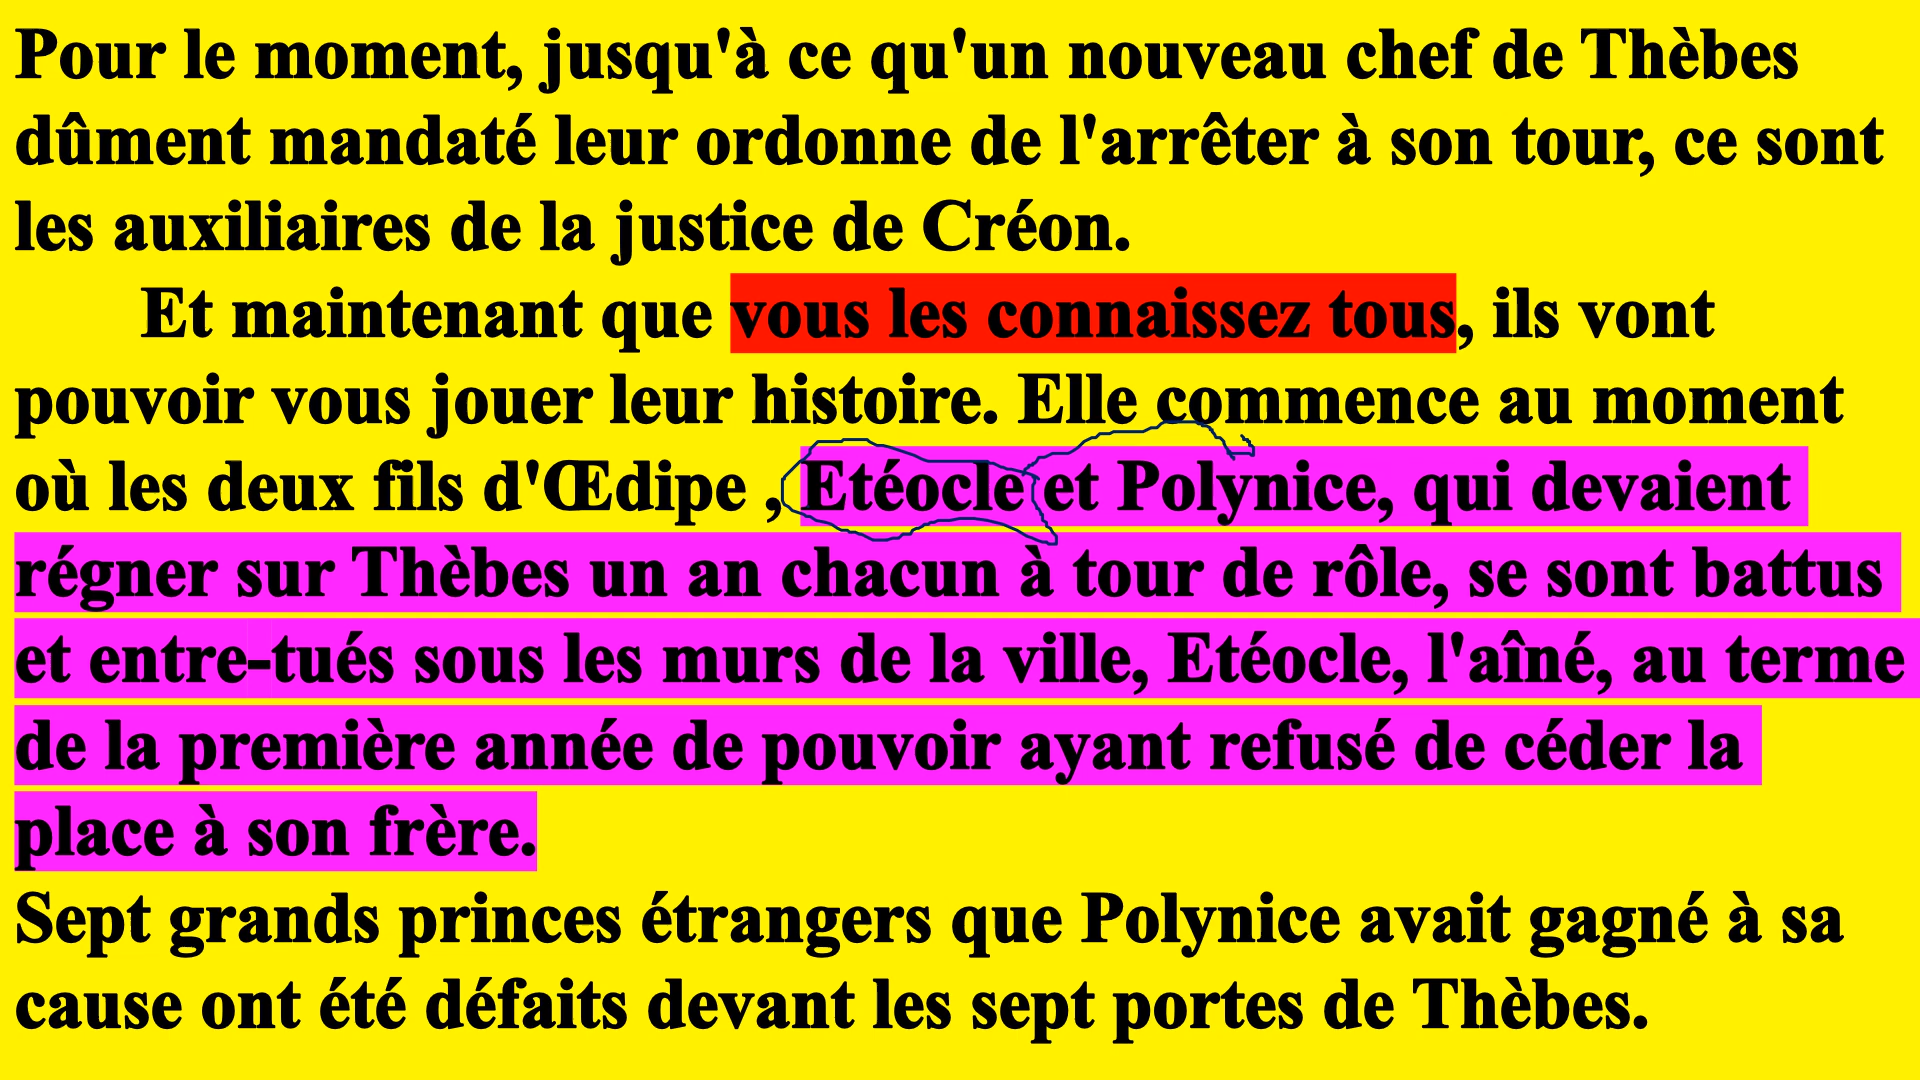 Pour le moment, jusqu'à ce qu'un nouveau chef de Thèbes
dûment mandaté leur ordonne de l'arrêter à son tour, ce sont
les auxiliaires de la justice de Créon.
Et maintenant que vous les connaissez tous, ils vont
pouvoir vous jouer leur histoire. Elle commence au moment
où les deux fils d'Œdipe , Etéocle et Polynice, qui devaient
régner sur Thèbes un an chacun à tour de rôle, se sont battus
et entre-tués sous les murs de la ville, Etéocle, l'aîné, au terme
de la première année de pouvoir ayant refusé de céder la
place à son frère.
Sept grands princes étrangers que Polynice avait gagné à sa
cause ont été défaits devant les sept portes de Thèbes.